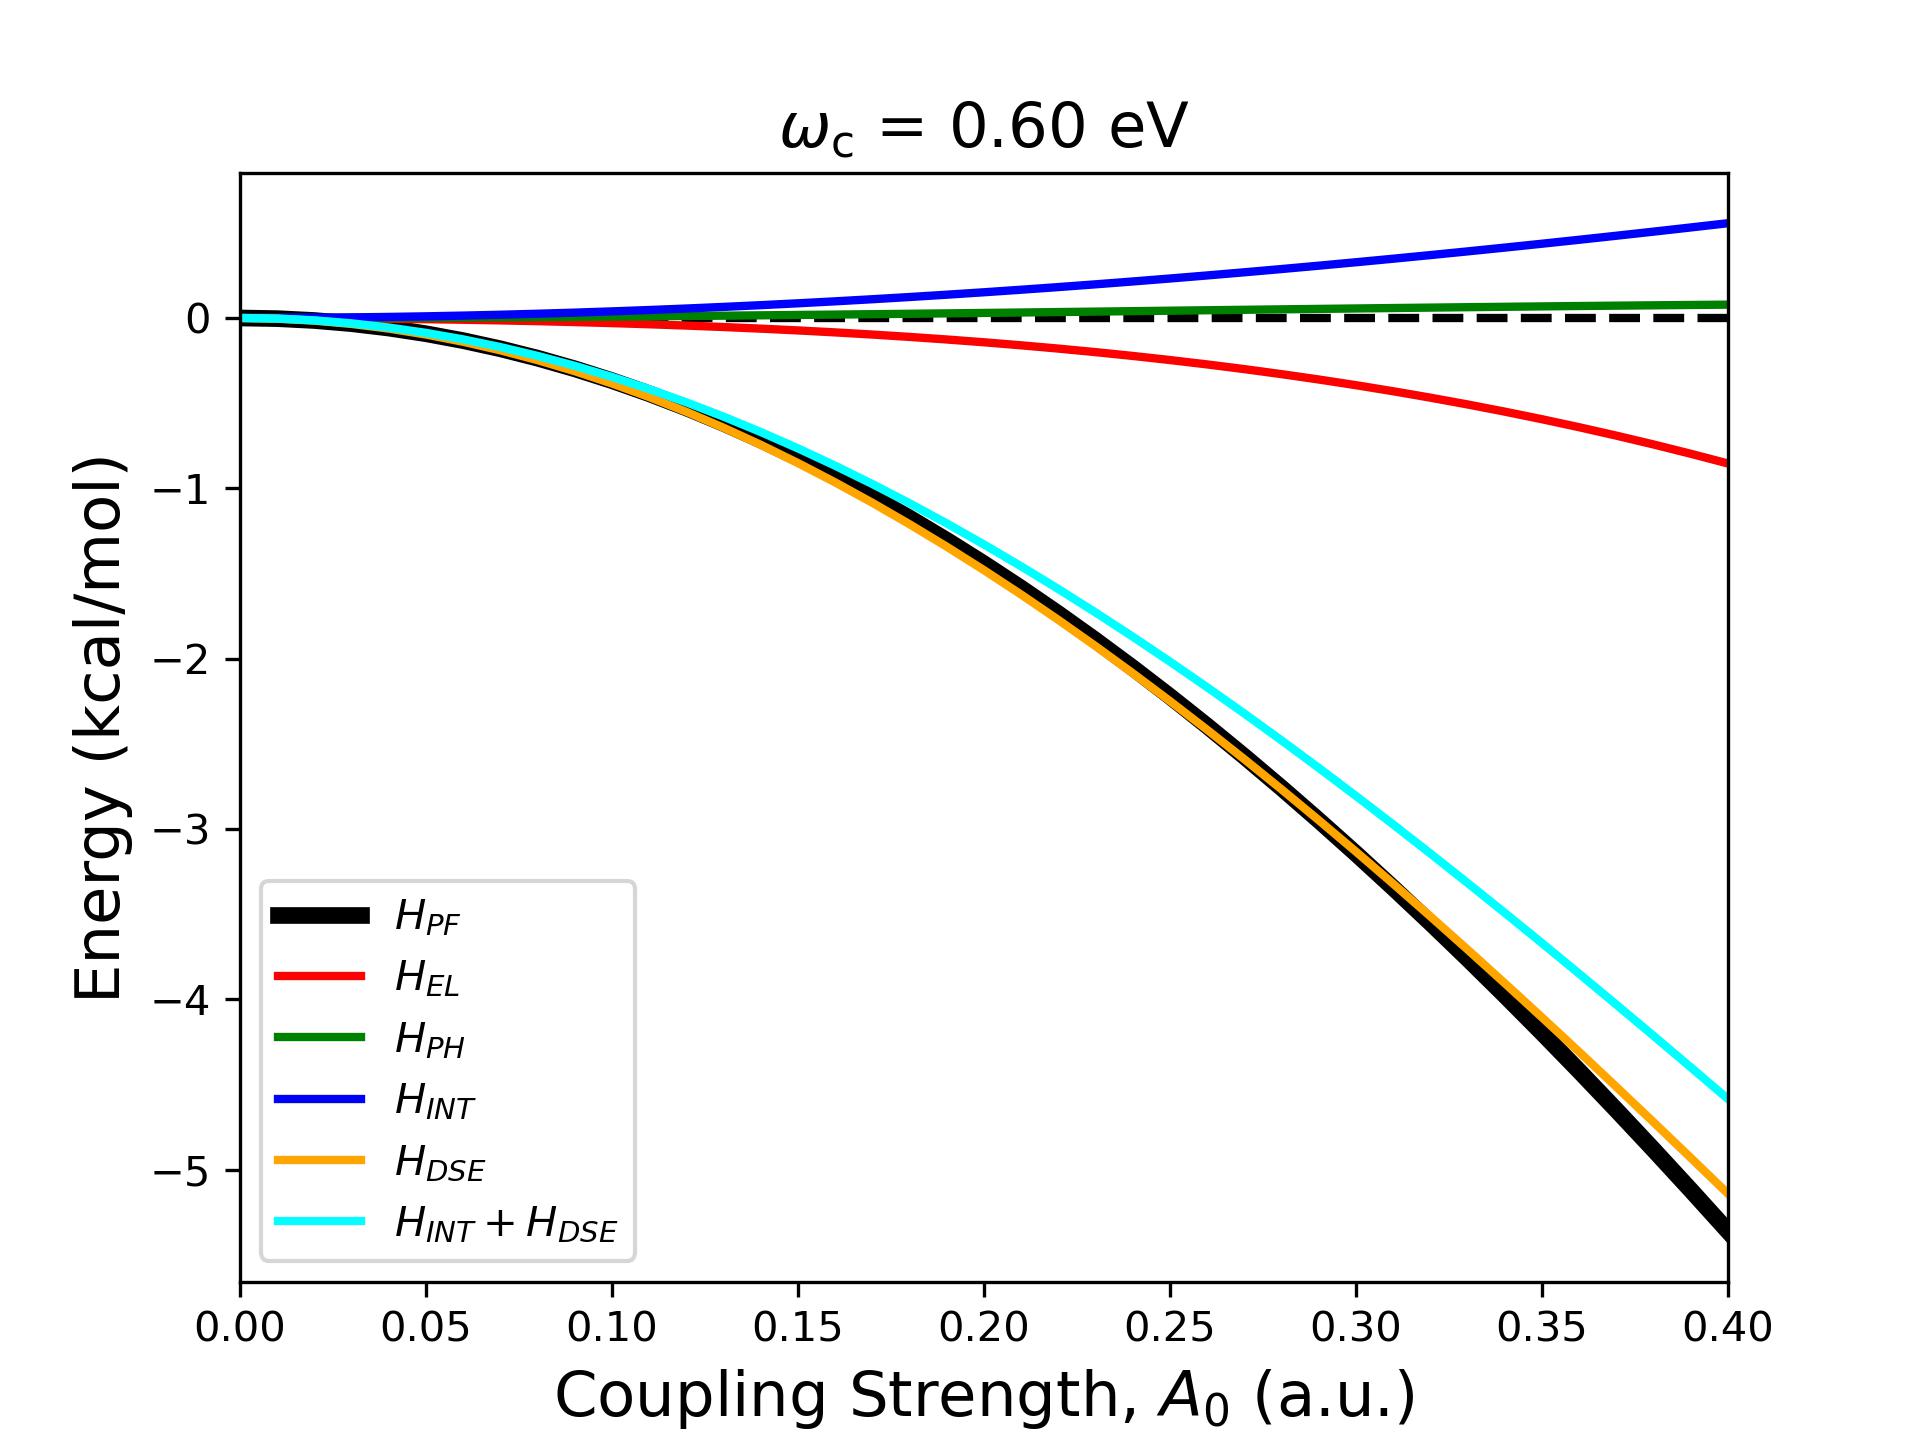 ω_c = 0.60 eV
Energy (kcal/mol)
0
−1
−2
−3
−4
−5
H_PF
H_EL
H_PH
H_INT
H_DSE
H_INT + H_DSE
0.00 0.05 0.10 0.15 0.20 0.25 0.30 0.35 0.40
Coupling Strength, A_0 (a.u.)